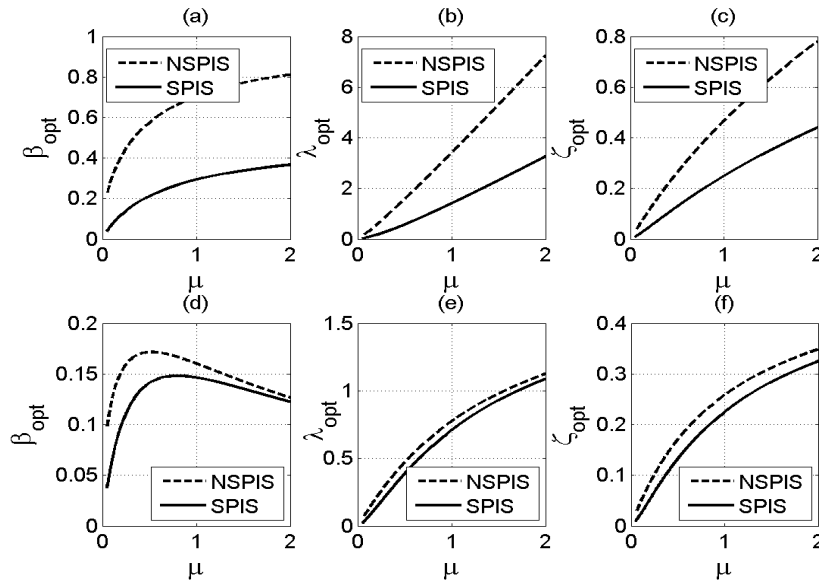 (a)
1
0.8
0.6
0.4
0.2
0
0
1
2
β_opt
μ
NSPIS
SPIS
(b)
8
6
4
2
0
0
1
2
λ_opt
μ
NSPIS
SPIS
(c)
0.8
0.6
0.4
0.2
0
0
1
2
ζ_opt
μ
NSPIS
SPIS
(d)
0.2
0.15
0.1
0.05
0
0
1
2
β_opt
μ
NSPIS
SPIS
(e)
1.5
1
0.5
0
0
1
2
λ_opt
μ
NSPIS
SPIS
(f)
0.4
0.3
0.2
0.1
0
0
1
2
ζ_opt
μ
NSPIS
SPIS